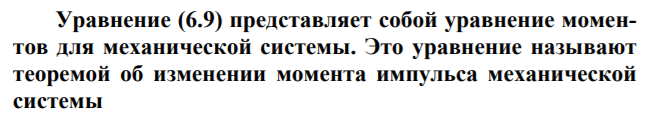 Уравнение (6.9) представляет собой уравнение момен-
тов для механической системы. Это уравнение называют
теоремой об изменении момента импульса механической
системы